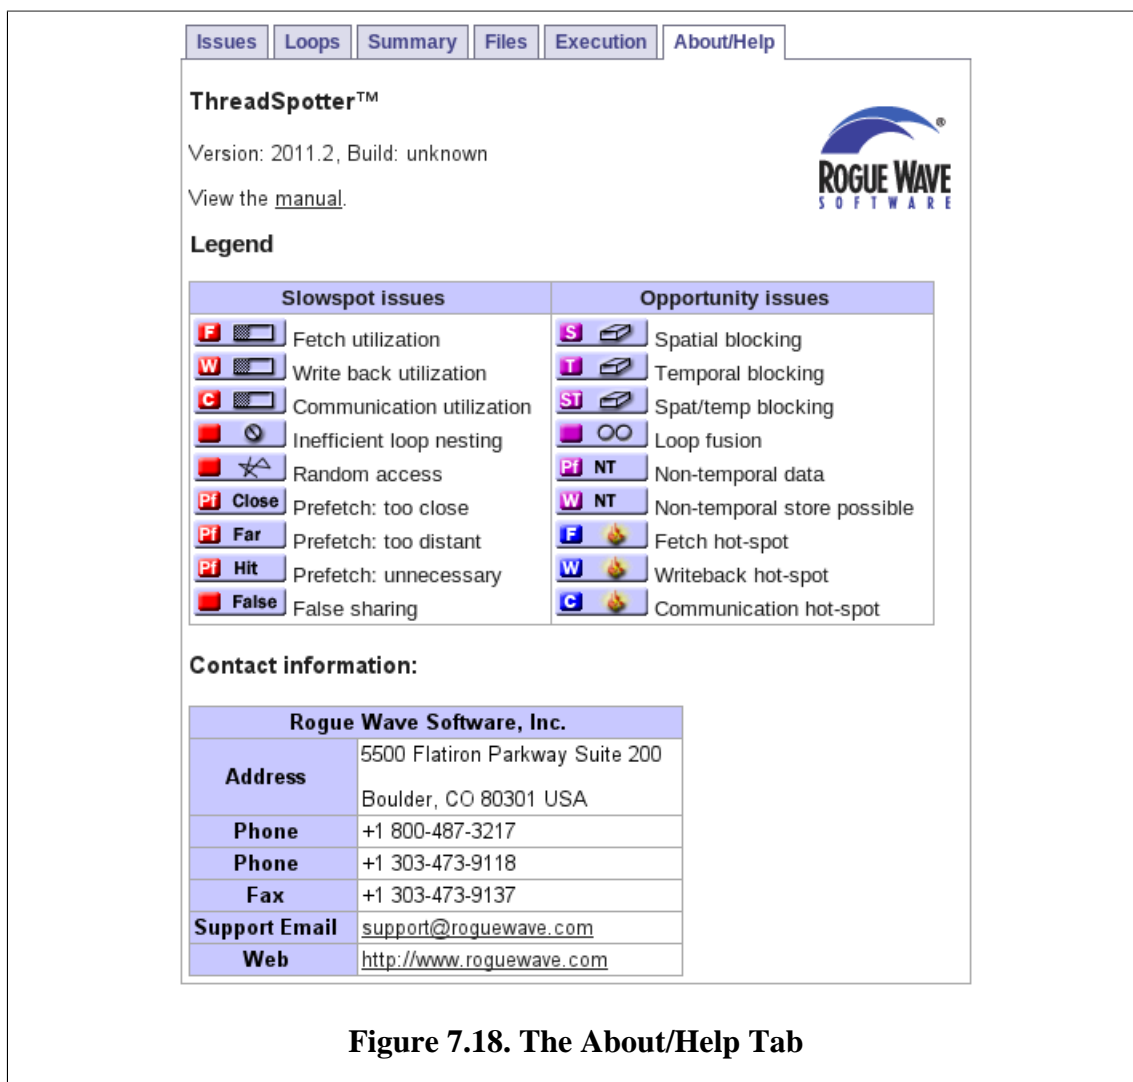 Issues Loops Summary Files Execution About/Help
ThreadSpotter™
Version: 2011.2, Build: unknown
View the manual.
®
ROGUE WAVE
SOFTWARE
Legend
Slowspot issues Opportunity issues
F Fetch utilization S Spatial blocking
W Write back utilization T Temporal blocking
C Communication utilization ST Spat/temp blocking
Inefficient loop nesting Loop fusion
Random access Pf NT Non-temporal data
Pf Close Prefetch: too close W NT Non-temporal store possible
Pf Far Prefetch: too distant F Fetch hot-spot
Pf Hit Prefetch: unnecessary W Writeback hot-spot
False False sharing C Communication hot-spot
Contact information:
Rogue Wave Software, Inc.
Address 5500 Flatiron Parkway Suite 200
Boulder, CO 80301 USA
Phone +1 800-487-3217
Phone +1 303-473-9118
Fax +1 303-473-9137
Support Email support@roguewave.com
Web http://www.roguewave.com
Figure 7.18. The About/Help Tab